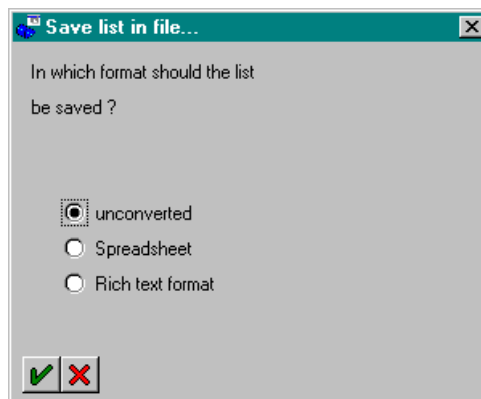 Save list in file...
In which format should the list
be saved ?
unconverted
Spreadsheet
Rich text format